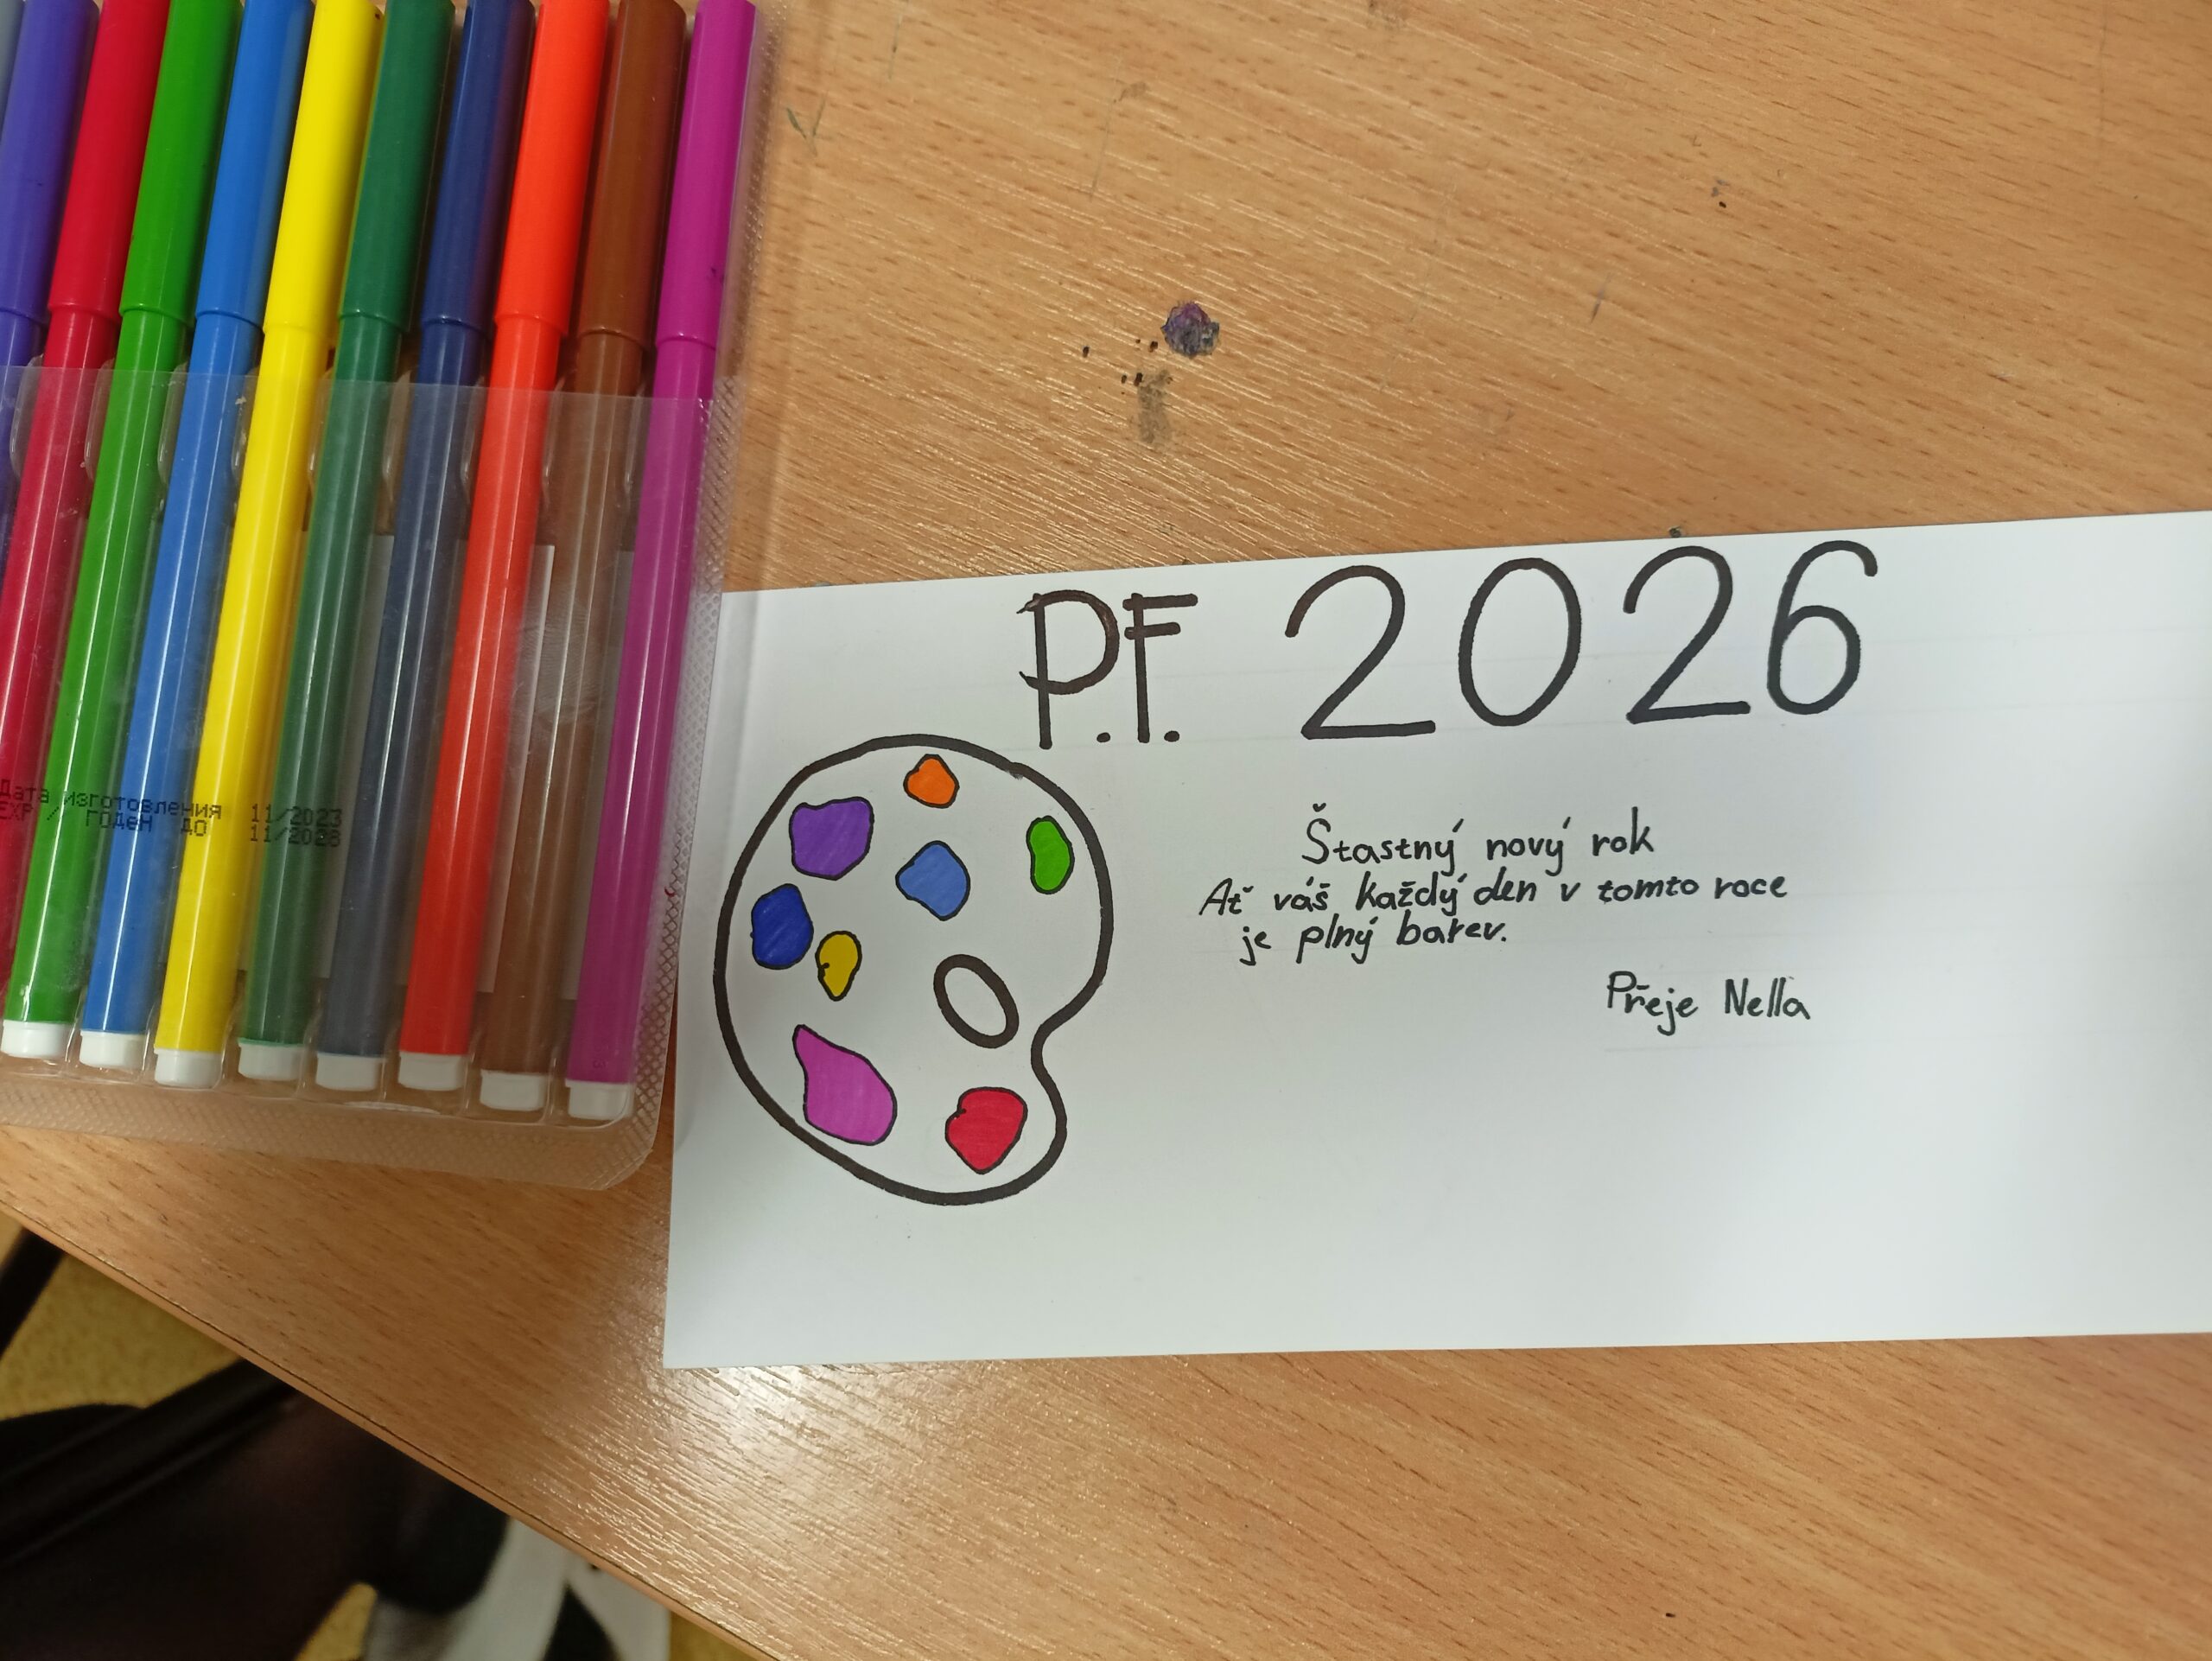 Дата изготовления 11/2023
EXP // ГОДЕН ДО 11/2028
P.F. 2026
Štastný nový rok
Ať váš každý den v tomto roce
je plný barev.
Přeje Nella